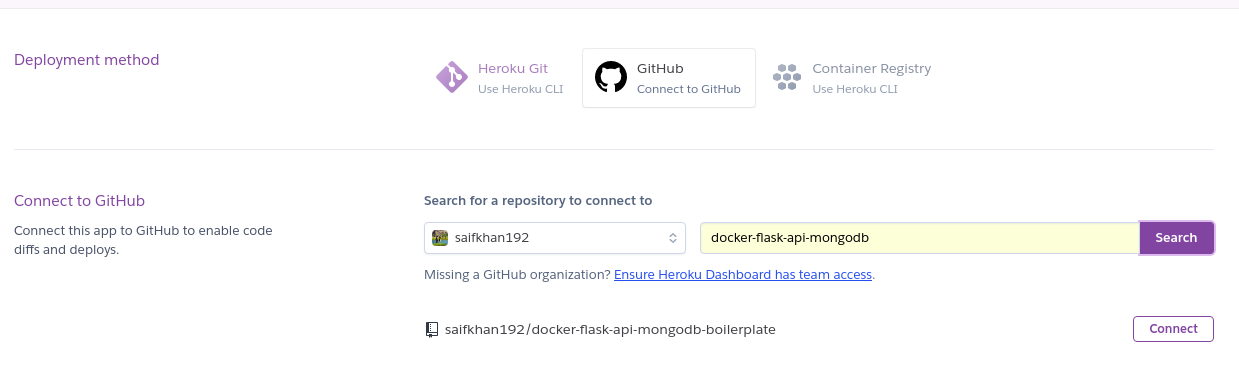 Deployment method
Heroku Git
Use Heroku CLI
GitHub
Connect to GitHub
Container Registry
Use Heroku CLI
Connect to GitHub
Connect this app to GitHub to enable code
diffs and deploys.
Search for a repository to connect to
saifkhan192
docker-flask-api-mongodb
Search
Missing a GitHub organization? Ensure Heroku Dashboard has team access.
saifkhan192/docker-flask-api-mongodb-boilerplate
Connect